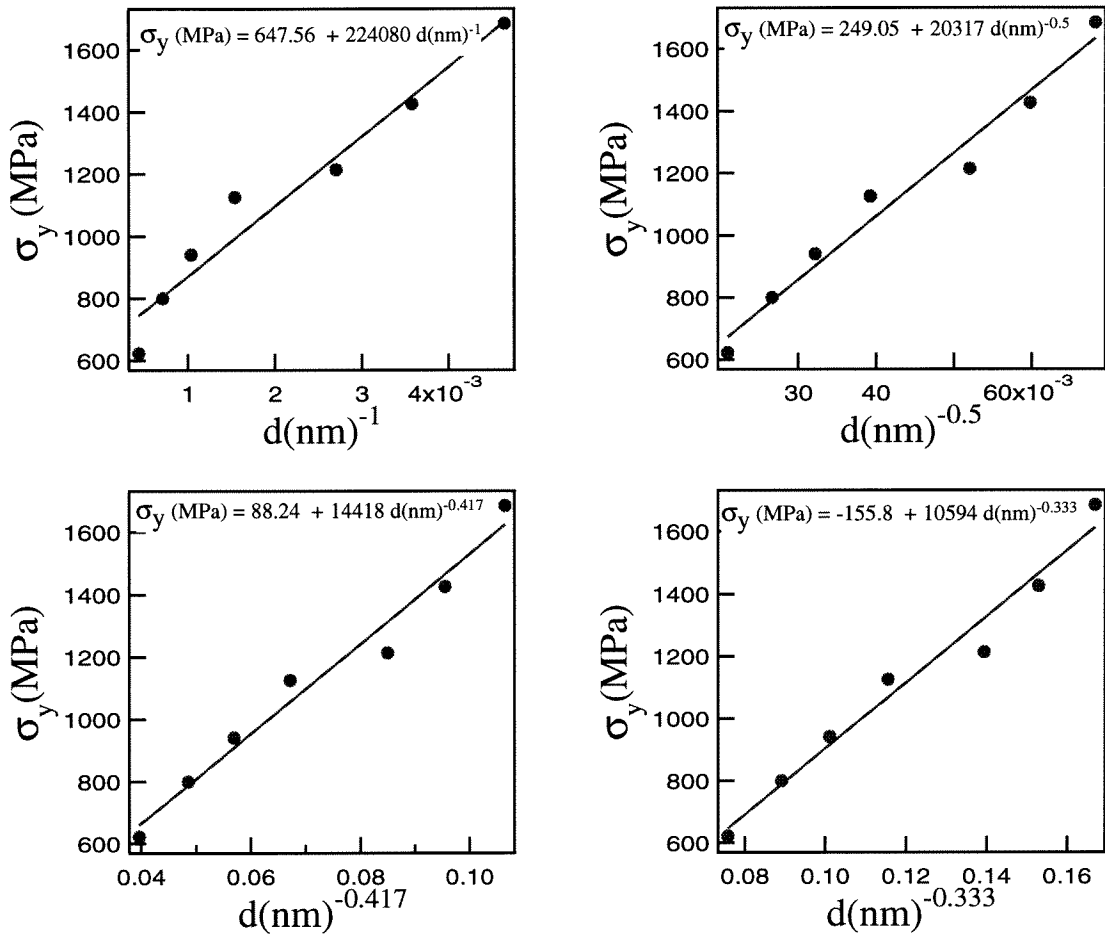 σy (MPa) = 647.56 + 224080 d(nm)^-1
1600
1400
1200
1000
800
600
σy (MPa)
1 2 3 4x10^-3
d(nm)^-1
σy (MPa) = 249.05 + 20317 d(nm)^-0.5
1600
1400
1200
1000
800
600
σy (MPa)
30 40 60x10^-3
d(nm)^-0.5
σy (MPa) = 88.24 + 14418 d(nm)^-0.417
1600
1400
1200
1000
800
600
σy (MPa)
0.04 0.06 0.08 0.10
d(nm)^-0.417
σy (MPa) = -155.8 + 10594 d(nm)^-0.333
1600
1400
1200
1000
800
600
σy (MPa)
0.08 0.10 0.12 0.14 0.16
d(nm)^-0.333